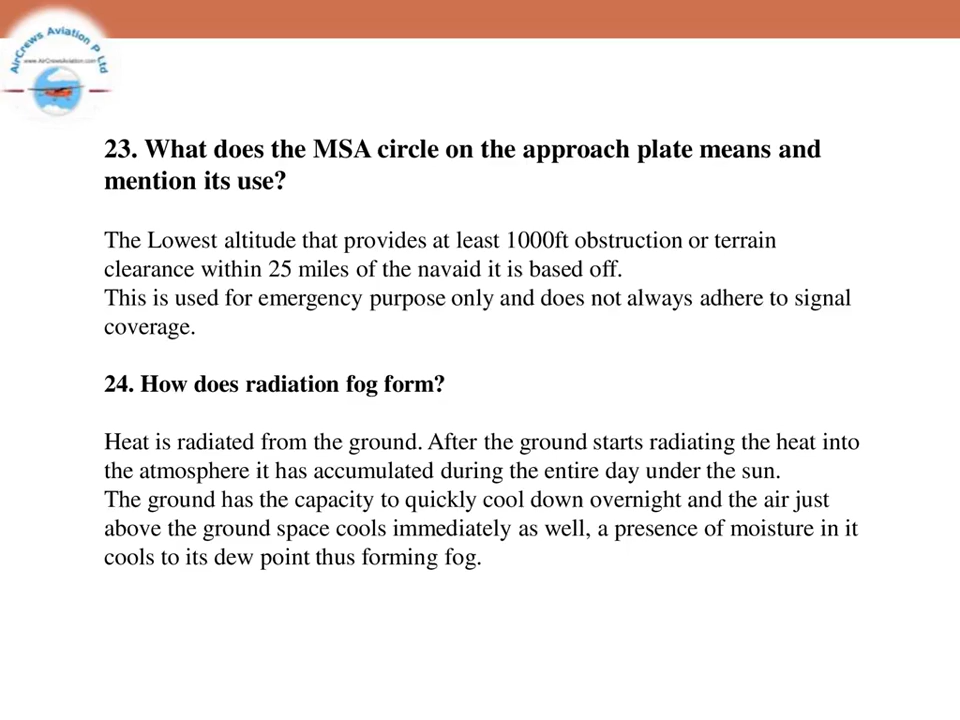 AirCrews Aviation P Ltd
www.AirCrewsAviation.com
23. What does the MSA circle on the approach plate means and
mention its use?
The Lowest altitude that provides at least 1000ft obstruction or terrain
clearance within 25 miles of the navaid it is based off.
This is used for emergency purpose only and does not always adhere to signal
coverage.
24. How does radiation fog form?
Heat is radiated from the ground. After the ground starts radiating the heat into
the atmosphere it has accumulated during the entire day under the sun.
The ground has the capacity to quickly cool down overnight and the air just
above the ground space cools immediately as well, a presence of moisture in it
cools to its dew point thus forming fog.